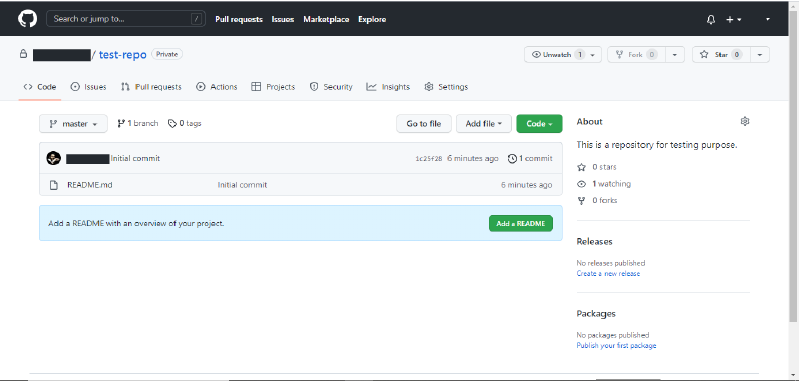 Search or jump to... / Pull requests Issues Marketplace Explore
/ test-repo Private Unwatch 1 Fork 0 Star 0
Code Issues Pull requests Actions Projects Security Insights Settings
master 1 branch 0 tags Go to file Add file Code
Initial commit 1c25f28 6 minutes ago 1 commit
README.md Initial commit 6 minutes ago
Add a README with an overview of your project. Add a README
About
This is a repository for testing purpose.
0 stars
1 watching
0 forks
Releases
No releases published
Create a new release
Packages
No packages published
Publish your first package